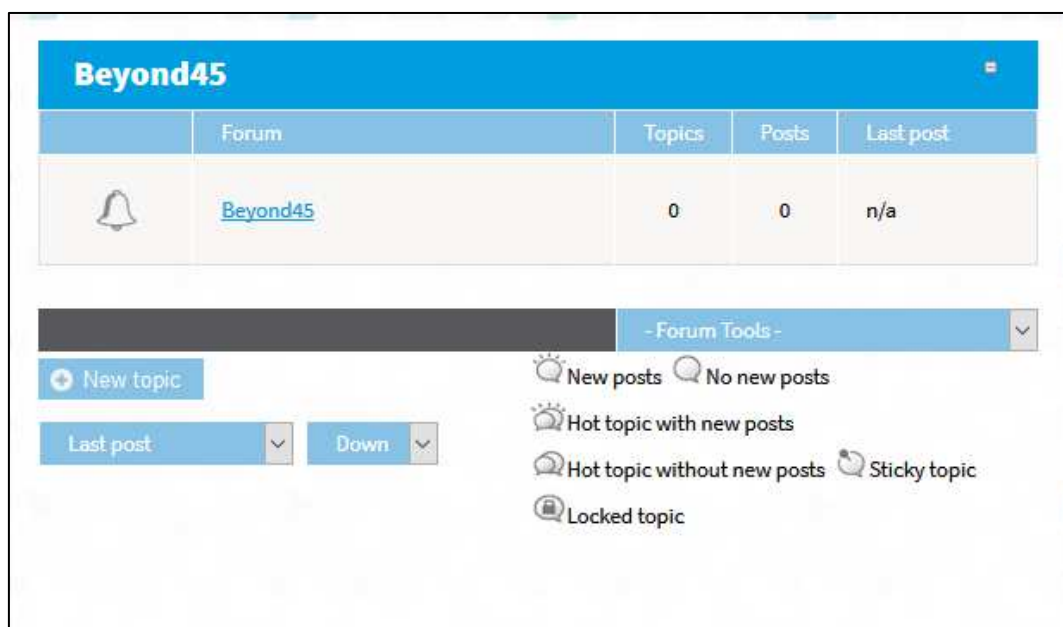 Beyond45
Forum Topics Posts Last post
Beyond45 0 0 n/a
- Forum Tools -
New topic
New posts No new posts
Hot topic with new posts
Last post Down
Hot topic without new posts Sticky topic
Locked topic